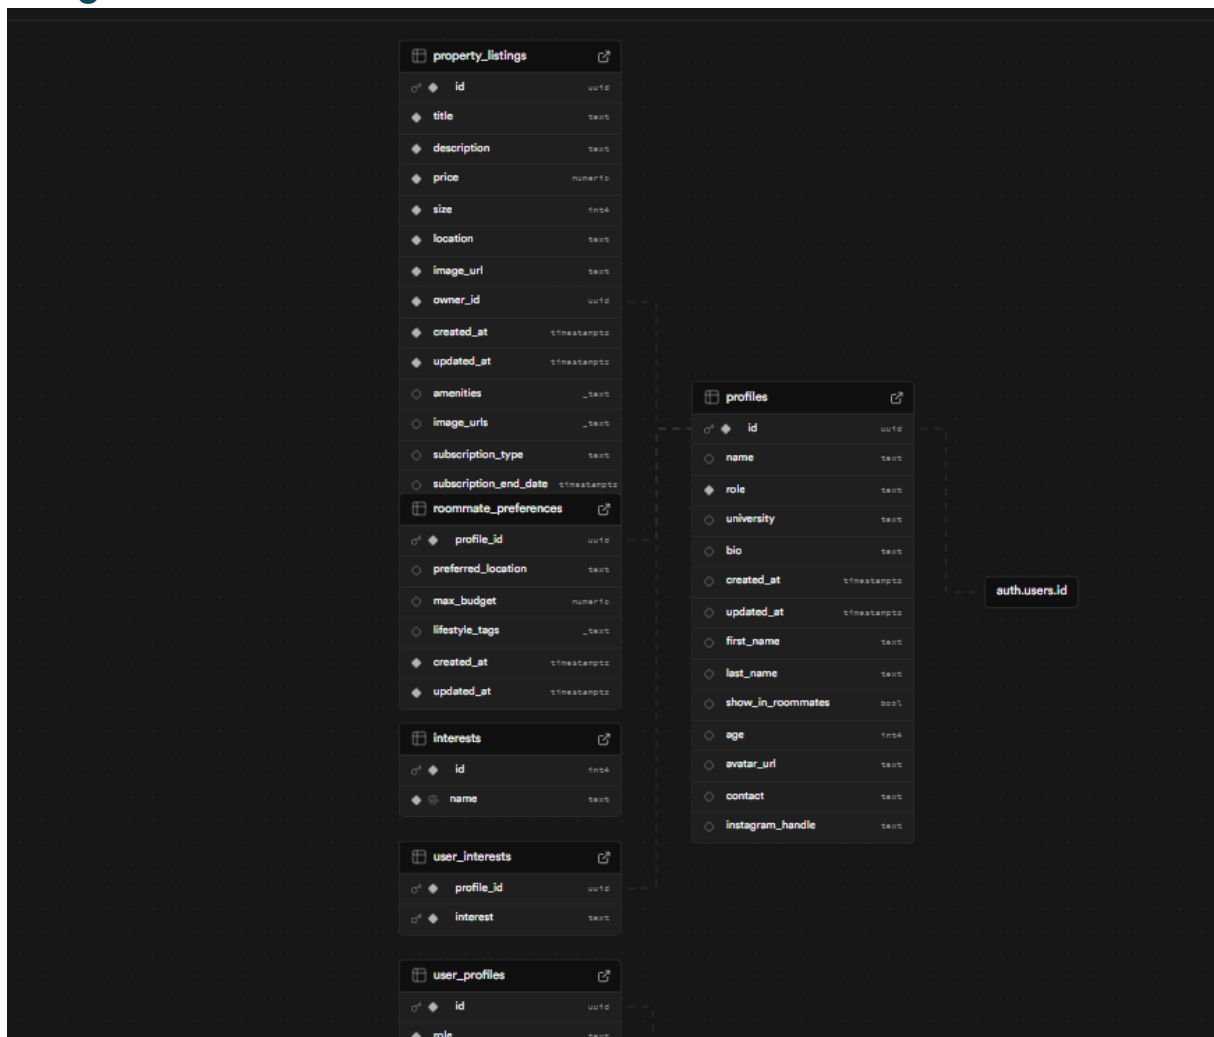 property_listings
id uuid
title text
description text
price numeric
size int4
location text
image_url text
owner_id uuid
created_at timestamptz
updated_at timestamptz
amenities _text
image_urls _text
subscription_type text
subscription_end_date timestamptz
roommate_preferences
profile_id uuid
preferred_location text
max_budget numeric
lifestyle_tags _text
created_at timestamptz
updated_at timestamptz
interests
id int4
name text
user_interests
profile_id uuid
interest text
user_profiles
id uuid
role text
profiles
id uuid
name text
role text
university text
bio text
created_at timestamptz
updated_at timestamptz
first_name text
last_name text
show_in_roommates bool
age int4
avatar_url text
contact text
instagram_handle text
auth.users.id